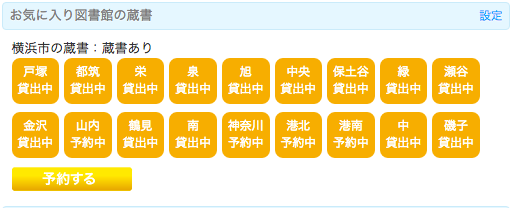 お気に入り図書館の蔵書 設定
横浜市の蔵書：蔵書あり
戸塚 都筑 栄 泉 旭 中央 保土谷 緑 瀬谷
貸出中 貸出中 貸出中 貸出中 貸出中 貸出中 貸出中 貸出中 貸出中
金沢 山内 鶴見 南 神奈川 港北 港南 中 磯子
貸出中 予約中 貸出中 貸出中 予約中 予約中 予約中 貸出中 貸出中
予約する